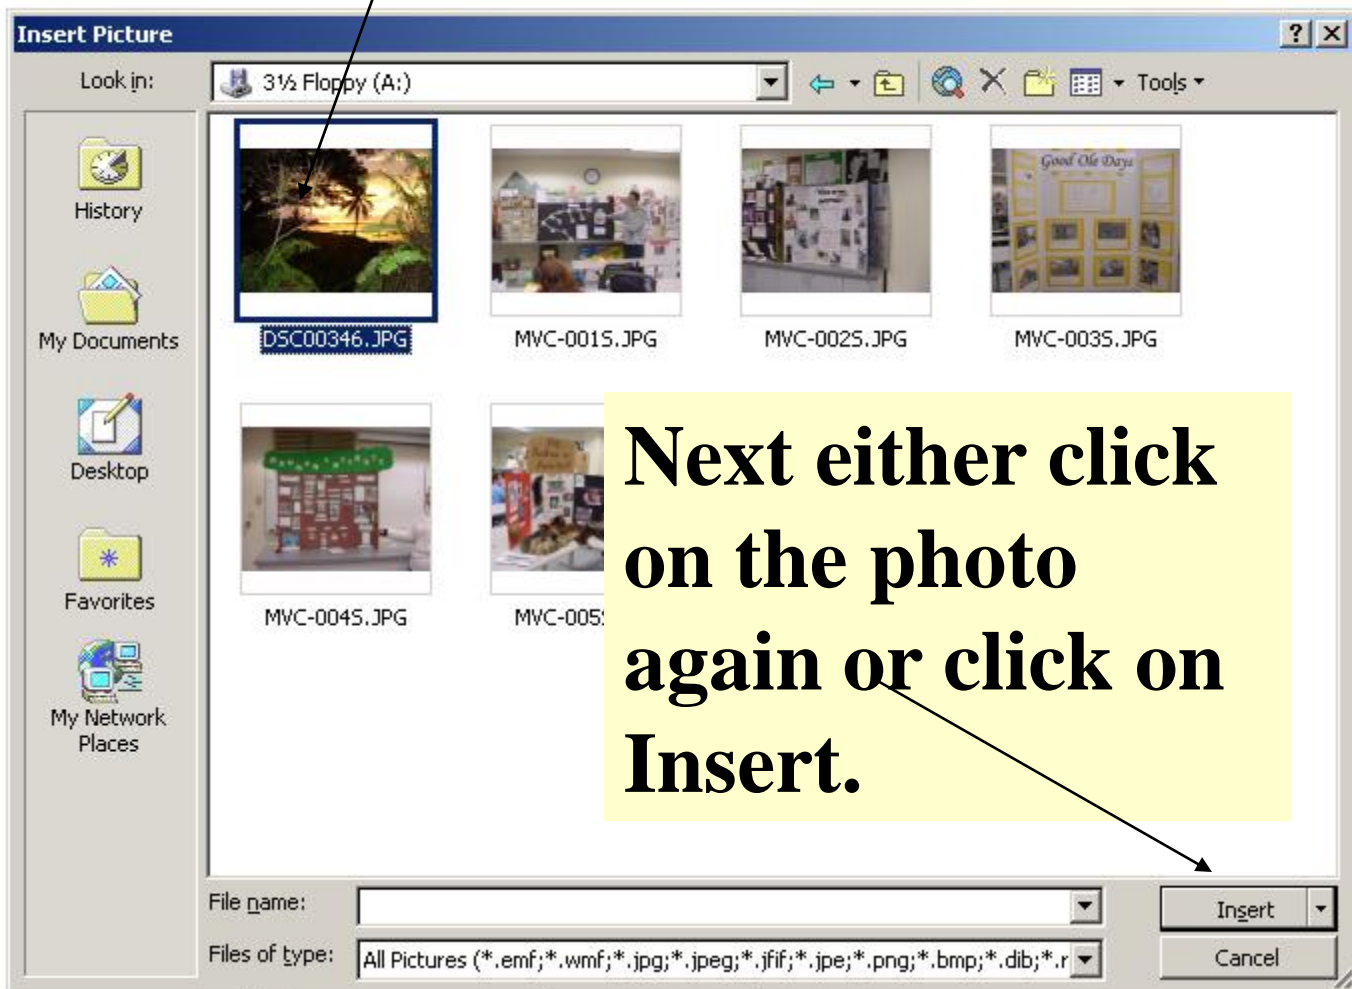 Insert Picture
Look in:
3½ Floppy (A:)
Tools
History
My Documents
Desktop
Favorites
My Network
Places
Good Ole Days
DSC00346.JPG
MVC-001S.JPG
MVC-002S.JPG
MVC-003S.JPG
MVC-004S.JPG
MVC-005
Next either click
on the photo
again or click on
Insert.
File name:
Insert
Files of type:
All Pictures (*.emf;*.wmf;*.jpg;*.jpeg;*.jfif;*.jpe;*.png;*.bmp;*.dib;*.r
Cancel